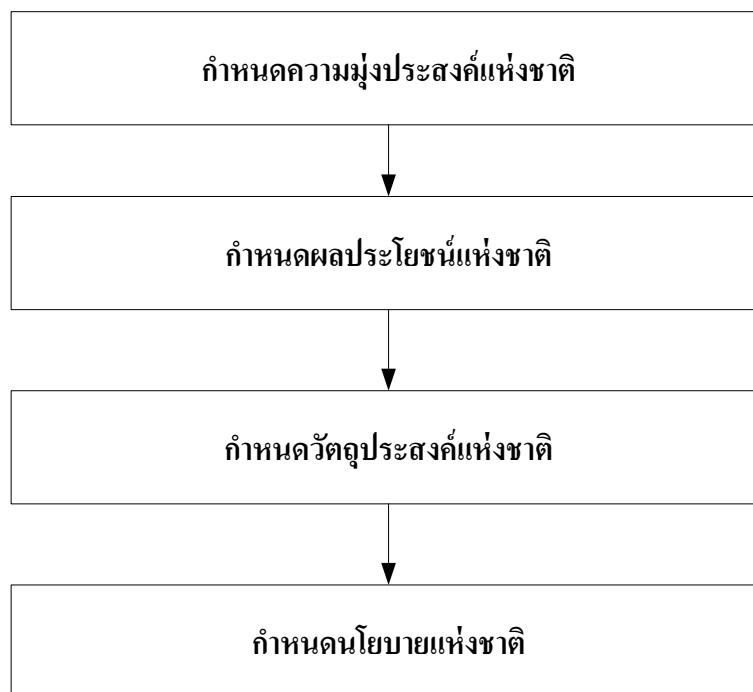 กำหนดความมุ่งประสงค์แห่งชาติ
กำหนดผลประโยชน์แห่งชาติ
กำหนดวัตถุประสงค์แห่งชาติ
กำหนดนโยบายแห่งชาติ